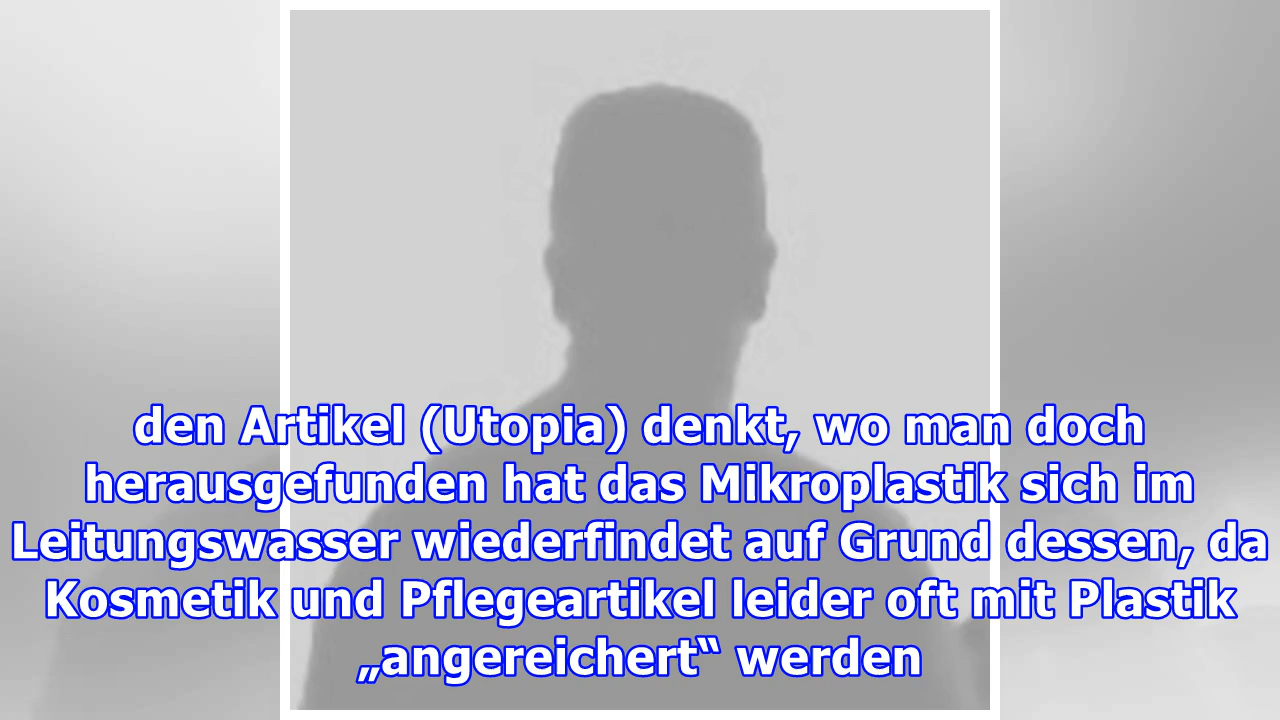 den Artikel (Utopia) denkt, wo man doch
herausgefunden hat das Mikroplastik sich im
Leitungswasser wiederfindet auf Grund dessen, da
Kosmetik und Pflegeartikel leider oft mit Plastik
„angereichert“ werden